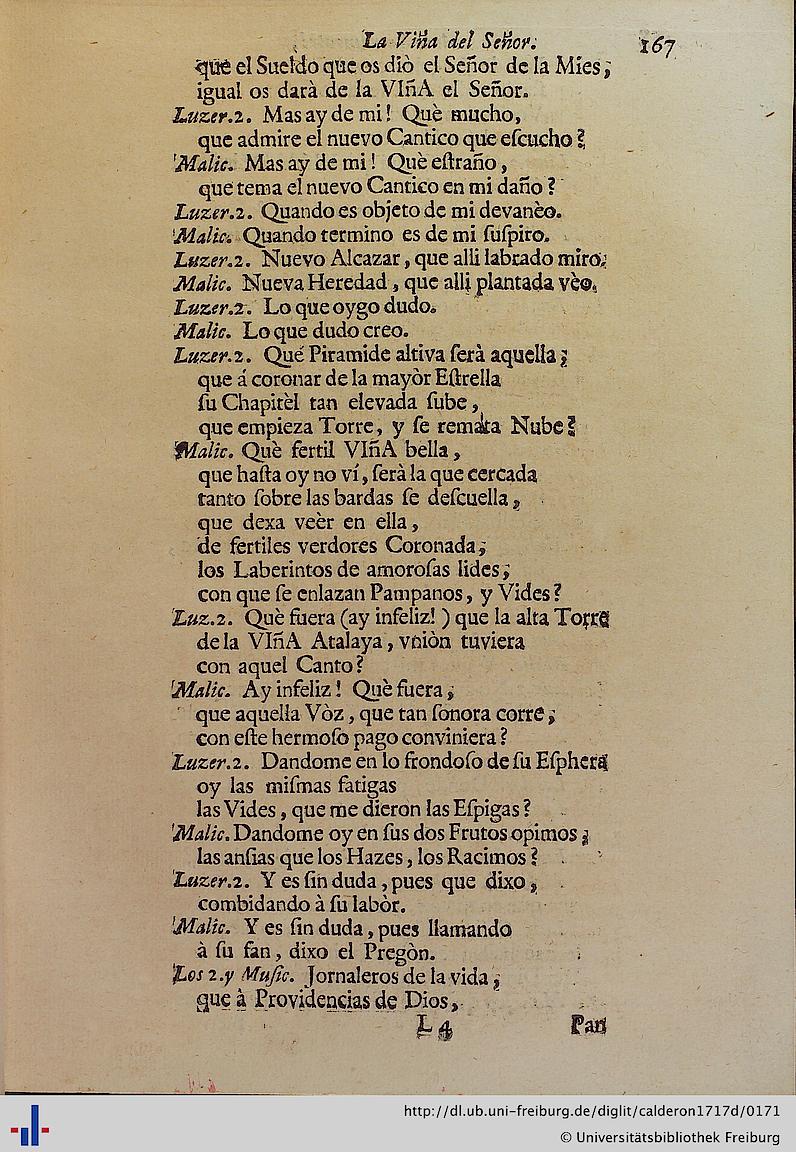 La Viña del Señor. 167
que el Sueldo que os diò el Señor de la Mies;
igual os darà de la VIñA el Señor.
Luzer.2. Mas ay de mi! Què mucho,
que admire el nuevo Cantico que eſcucho?
Malic. Mas ay de mi! Què eſtraño,
que tema el nuevo Cantico en mi daño?
Luzer.2. Quando es objeto de mi devanèo.
Malic. Quando termino es de mi ſuſpiro.
Luzer.2. Nuevo Alcazar, que alli labrado miro;
Malic. Nueva Heredad, que alli plantada vèo.
Luzer.2. Lo que oygo dudo.
Malic. Lo que dudo creo.
Luzer.2. Qué Piramide altiva ſerà aquella;
que á coronar de la mayòr Eſtrella
ſu Chapitèl tan elevada ſube,
que empieza Torre, y ſe remata Nube?
Malic. Què fertil VIñA bella,
que haſta oy no ví, ſerà la que cercada
tanto ſobre las bardas ſe deſcuella,
que dexa veèr en ella,
de fertiles verdores Coronada;
los Laberintos de amoroſas lides;
con que ſe enlazan Pampanos, y Vides?
Luz.2. Què fuera (ay infeliz!) que la alta Torre
de la VIñA Atalaya, vniòn tuviera
con aquel Canto?
Malic. Ay infeliz! Què fuera;
que aquella Vòz, que tan ſonora corre;
con eſte hermoſo pago conviniera?
Luzer.2. Dandome en lo frondoſo de ſu Eſphera
oy las miſmas fatigas
las Vides, que me dieron las Eſpigas?
Malic. Dandome oy en ſus dos Frutos opimos;
las anſias que los Hazes, los Racimos?
Luzer.2. Y es ſin duda, pues que dixo,
combidando à ſu labòr.
Malic. Y es ſin duda, pues llamando
à ſu fan, dixo el Pregòn.
Los 2. y Muſic. Jornaleros de la vida;
que à Providencias de Dios,
L 4 Pan
http://dl.ub.uni-freiburg.de/diglit/calderon1717d/0171
© Universitätsbibliothek Freiburg